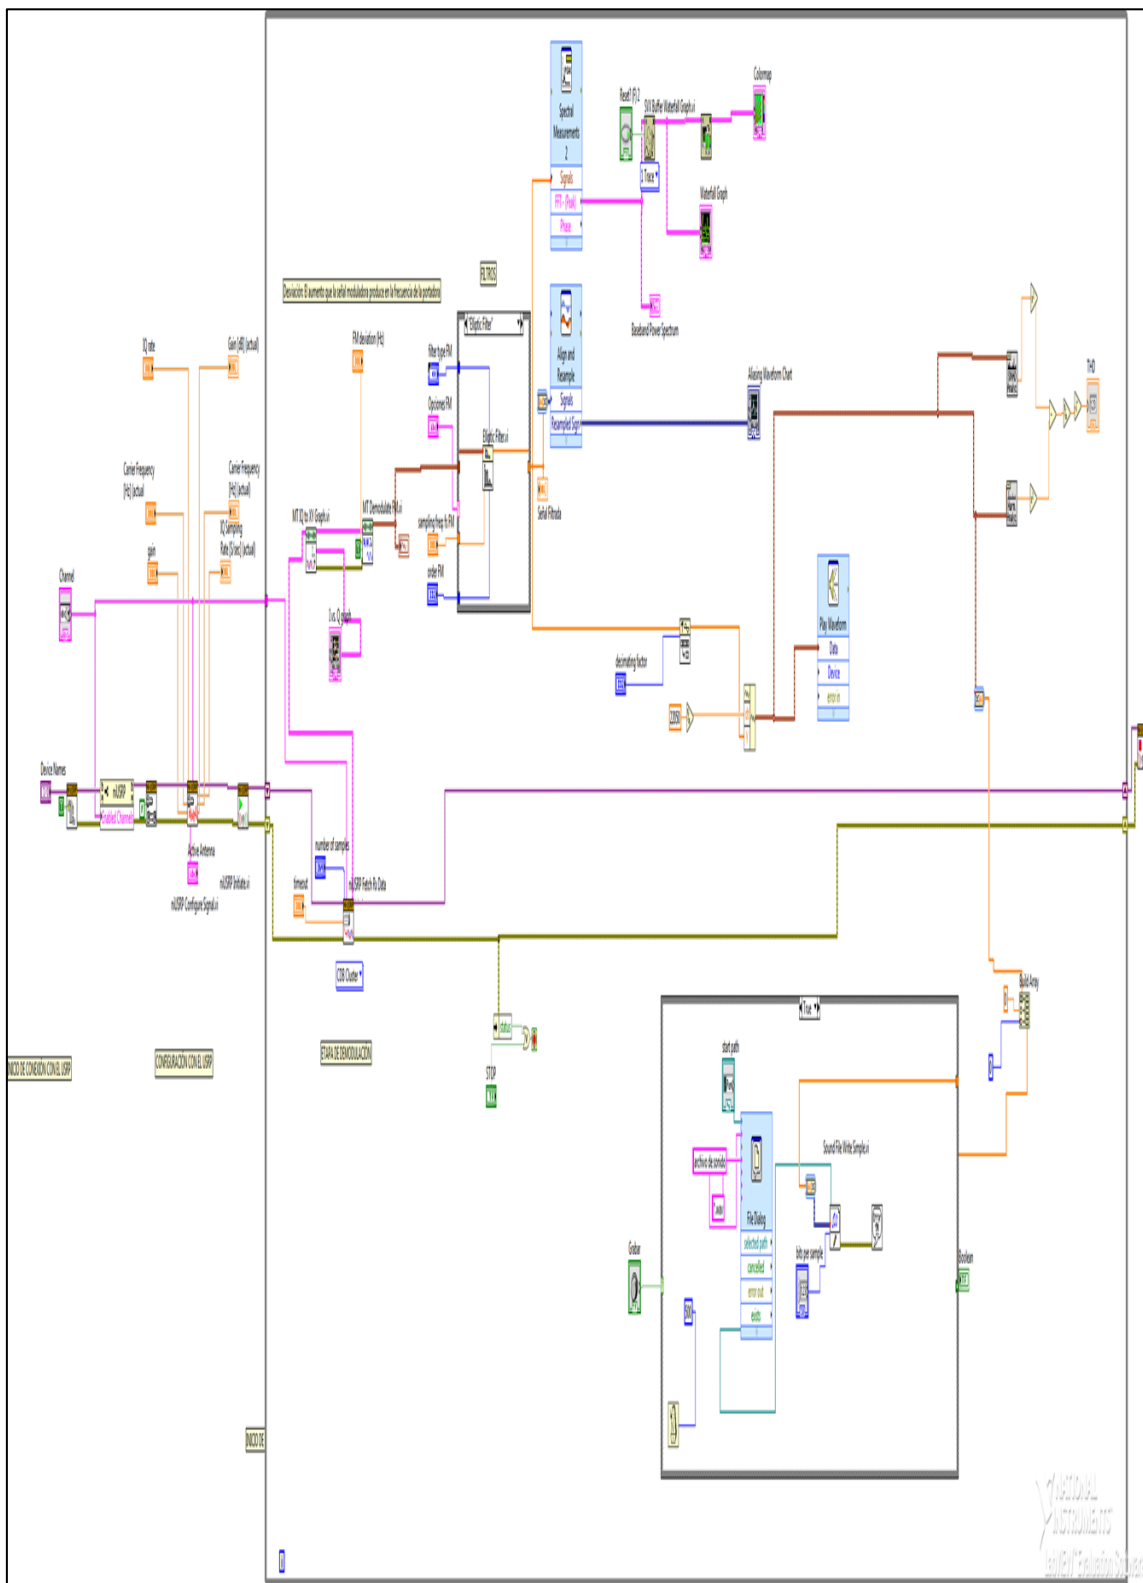 Colormap
Reset? (F) 2
SVX Buffer Waterfall Graph.vi
Spectral
Measurements
2
1 Trace
Signals
FFT - (Peak)
Phase
Waterfall Graph
FILTROS
Desviación: El aumento que la señal moduladora produce en la frecuencia de la portadora
Baseband Power Spectrum
"Elliptic Filter"
IQ rate
Gain [dB] (actual)
FM deviation (Hz)
filter type FM
Align and
Resample
Aliasing Waveform Chart
THD
Signals
Resampled Sign
Opciones FM
Elliptic Filter.vi
Carrier Frequency
[Hz] (actual
Carrier Frequency
[Hz] (actual)
Señal Filtrada
MT IQ to XY Graph.vi
MT Demodulate FM.vi
sampling freq: fs FM
IQ Sampling
Rate [S/sec] (actual)
gain
order FM
Channel
I vs. Q graph
Play Waveform
Data
Device
error in
decimating factor
Device Names
niUSRP
Enabled Channels
Active Antenna
niUSRP Initiate.vi
niUSRP Configure Signal.vi
number of samples
timeout
niUSRP Fetch Rx Data
CDB Cluster
Build Array
status
True
STOP
INICIO DE CONEXIÓN CON EL USRP
CONFIGURACIÓN CON EL USRP
ETAPA DE DEMODULACIÓN
start path
archivo de sonido
File Dialog
selected path
cancelled
error out
exists
Sound File Write Simple.vi
bits per sample
Grabar
Boolean
INICIO DE
NATIONAL
INSTRUMENTS
LabVIEW™ Evaluation Software